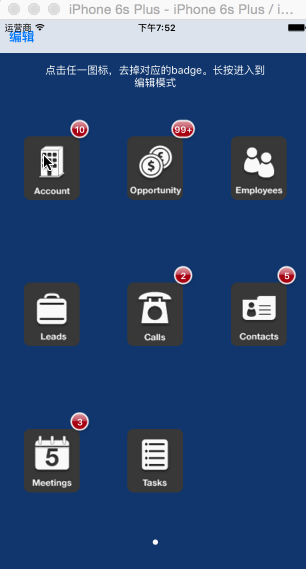 iPhone 6s Plus - iPhone 6s Plus / i...
运营商 下午7:52
编辑
点击任一图标，去掉对应的badge。长按进入到
编辑模式
10
99+
Account
Opportunity
Employees
2
5
Leads
Calls
Contacts
3
5
Meetings
Tasks